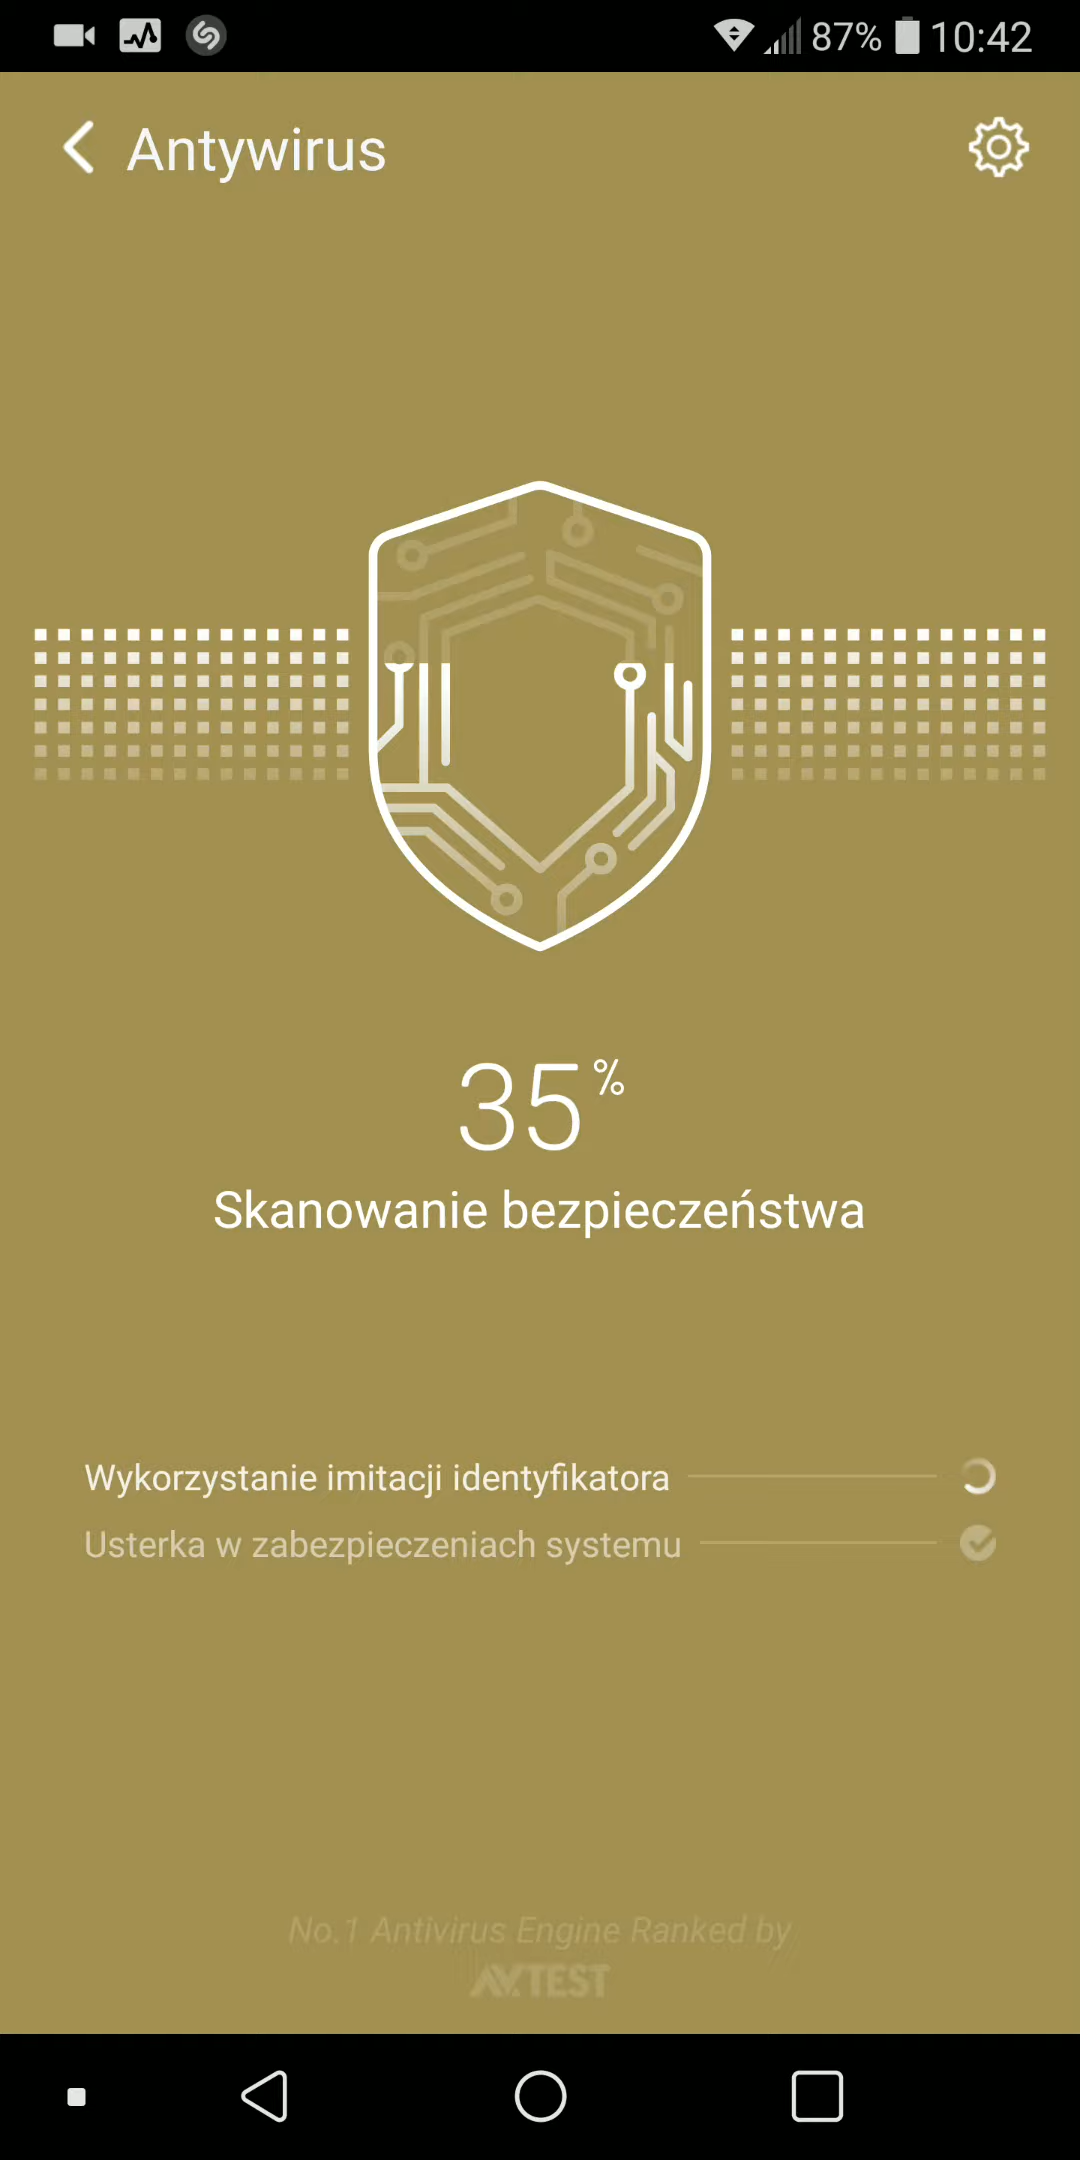 87% 10:42
Antywirus
35%
Skanowanie bezpieczeństwa
Wykorzystanie imitacji identyfikatora
Usterka w zabezpieczeniach systemu
No.1 Antivirus Engine Ranked by
AV.TEST